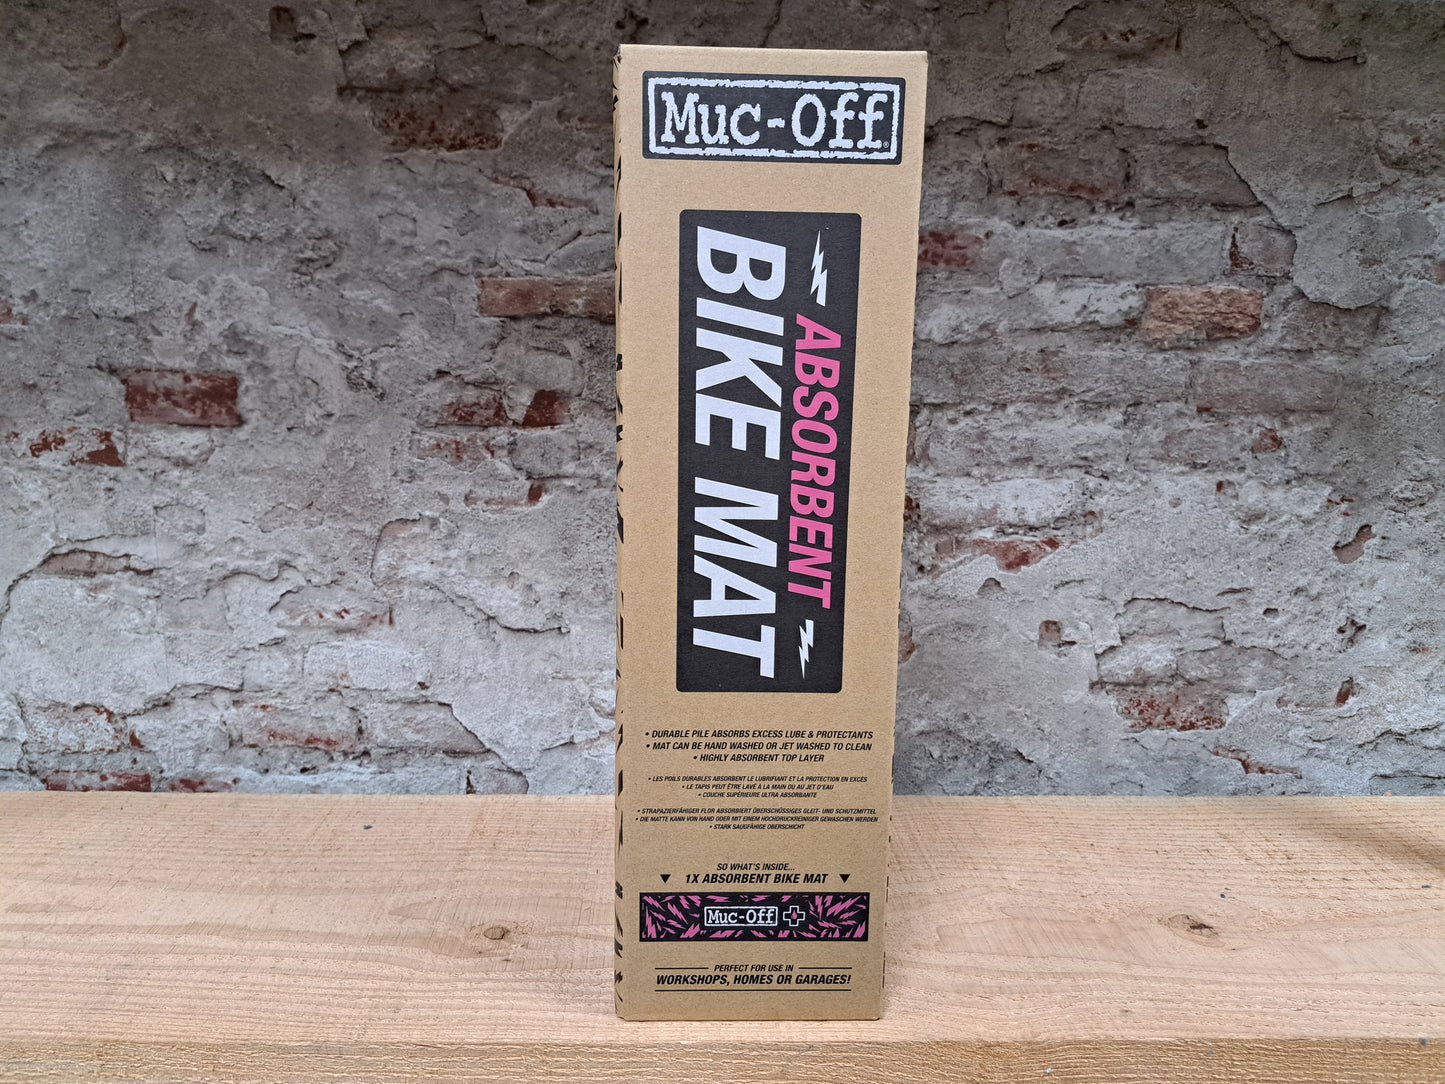 Muc-Off®
ABSORBENT
BIKE MAT
• DURABLE PILE ABSORBS EXCESS LUBE & PROTECTANTS
• MAT CAN BE HAND WASHED OR JET WASHED TO CLEAN
• HIGHLY ABSORBENT TOP LAYER
• LES POILS DURABLES ABSORBENT LE LUBRIFIANT ET LA PROTECTION EN EXCÈS
• LE TAPIS PEUT ÊTRE LAVÉ À LA MAIN OU AU JET D'EAU
• COUCHE SUPÉRIEURE ULTRA ABSORBANTE
• STRAPAZIERFÄHIGER FLOR ABSORBIERT ÜBERSCHÜSSIGES GLEIT- UND SCHUTZMITTEL
• DIE MATTE KANN VON HAND ODER MIT EINEM HOCHDRUCKREINIGER GEWASCHEN WERDEN
• STARK SAUGFÄHIGE OBERSCHICHT
SO WHAT'S INSIDE...
1X ABSORBENT BIKE MAT
Muc-Off
PERFECT FOR USE IN
WORKSHOPS, HOMES OR GARAGES!